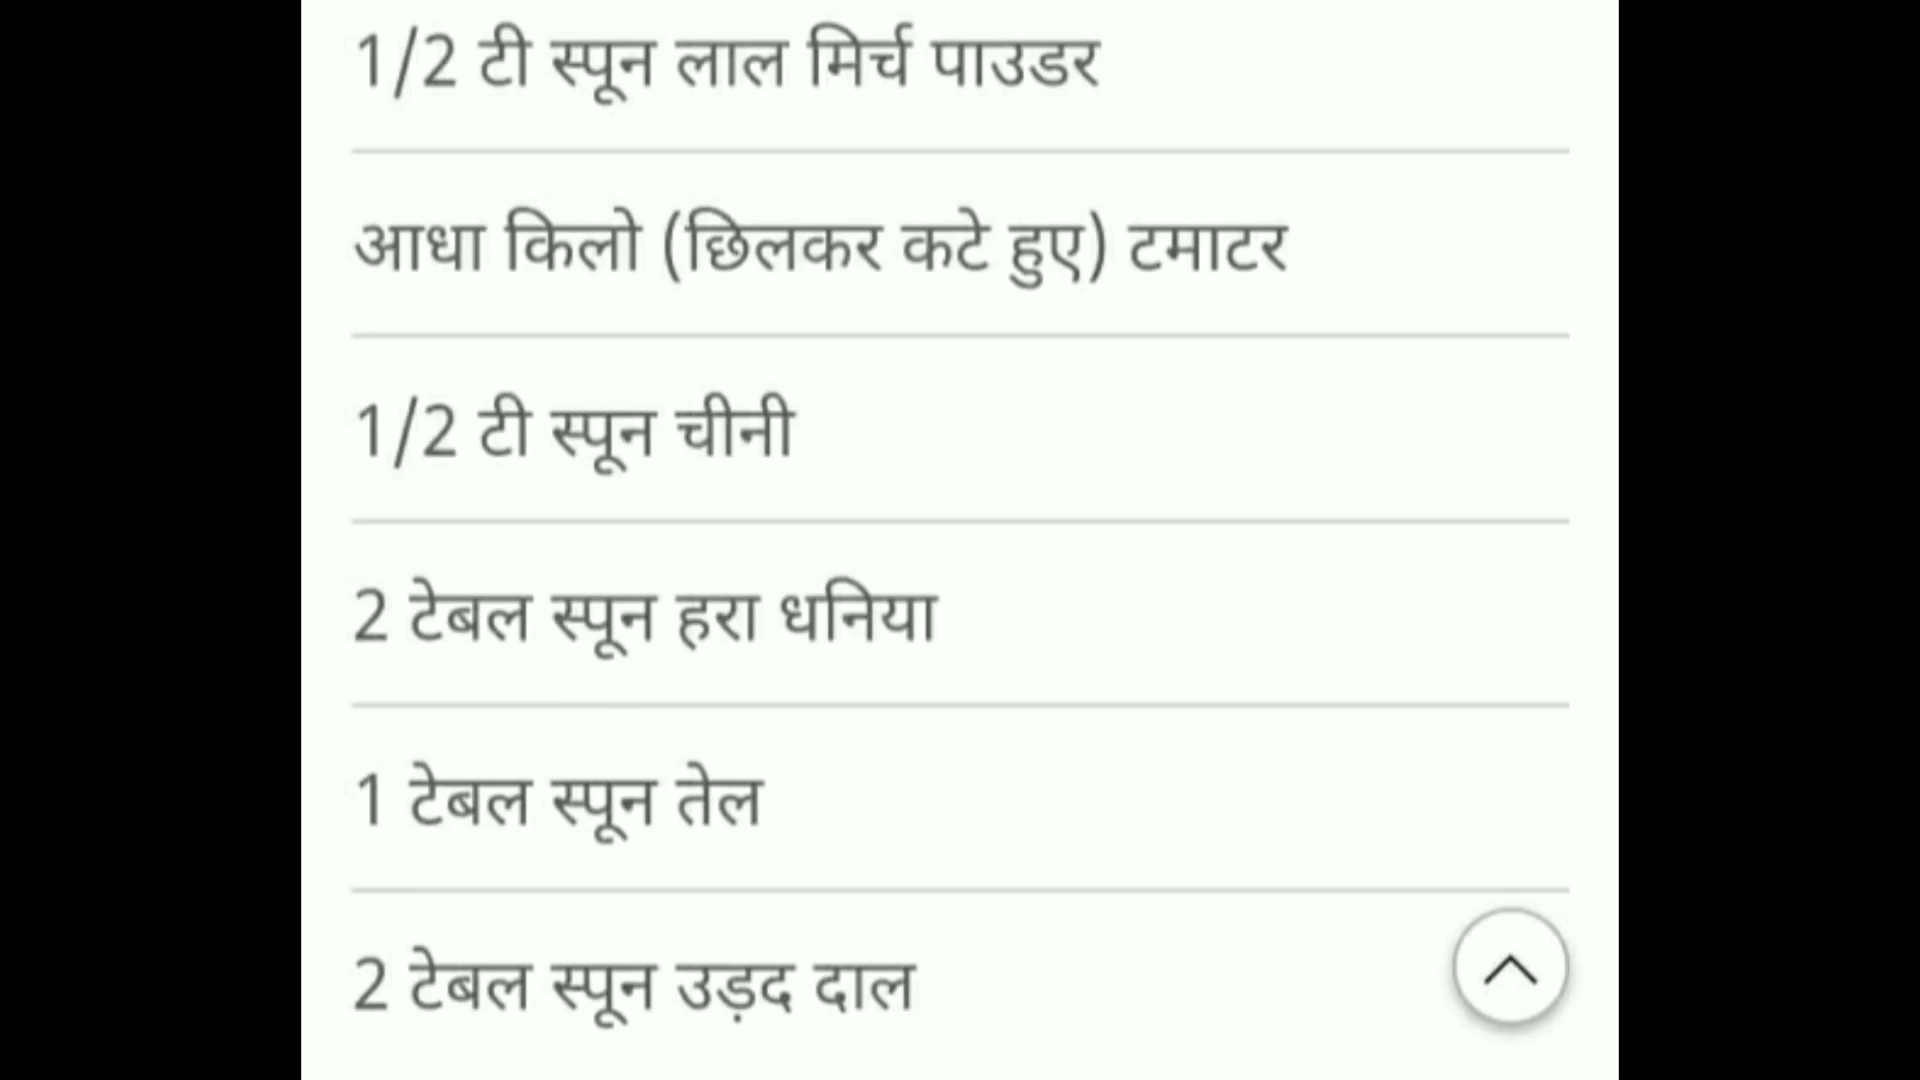 1/2 टी स्पून लाल मिर्च पाउडर
आधा किलो (छिलकर कटे हुए) टमाटर
1/2 टी स्पून चीनी
2 टेबल स्पून हरा धनिया
1 टेबल स्पून तेल
2 टेबल स्पून उड़द दाल